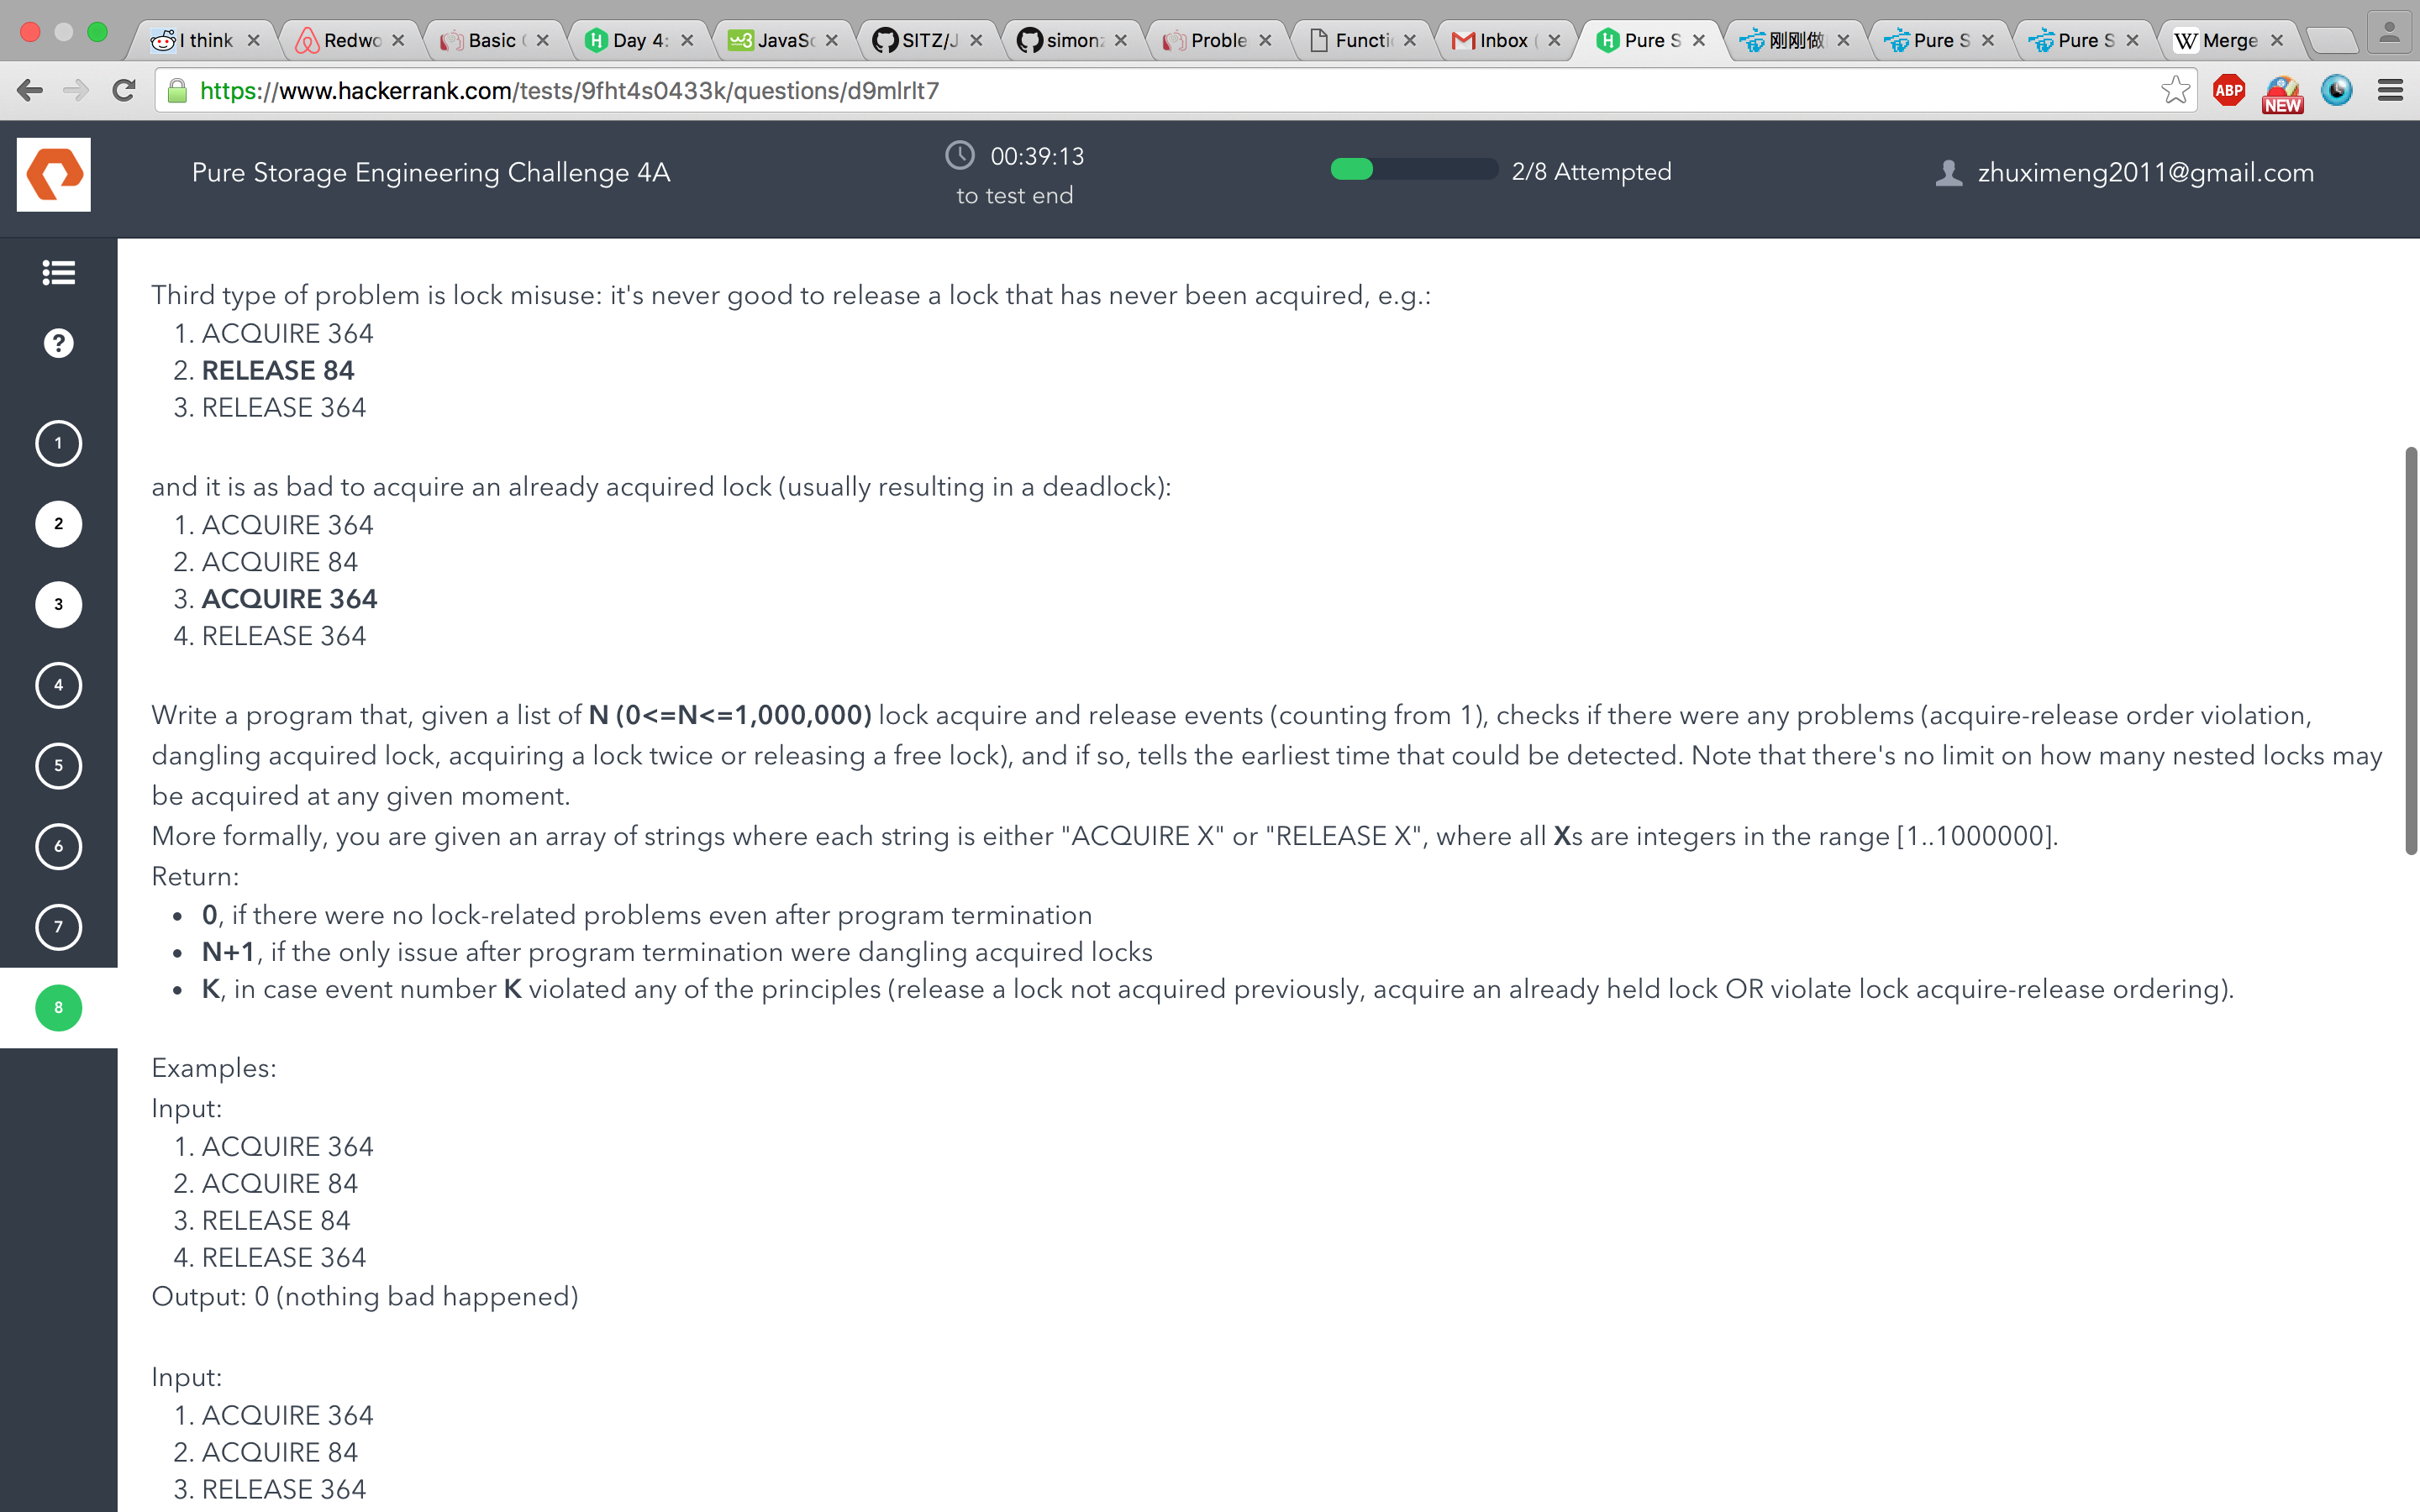 I think
Redwo
Basic
Day 4:
JavaSc
SITZ/J
simonz
Proble
Functi
Inbox (
Pure S
刚刚做
Pure S
Pure S
W Merge
https://www.hackerrank.com/tests/9fht4s0433k/questions/d9mlrlt7
ABP
NEW
Pure Storage Engineering Challenge 4A
00:39:13
to test end
2/8 Attempted
zhuximeng2011@gmail.com
?
1
2
3
4
5
6
7
8
Third type of problem is lock misuse: it's never good to release a lock that has never been acquired, e.g.:
1. ACQUIRE 364
2. RELEASE 84
3. RELEASE 364
and it is as bad to acquire an already acquired lock (usually resulting in a deadlock):
1. ACQUIRE 364
2. ACQUIRE 84
3. ACQUIRE 364
4. RELEASE 364
Write a program that, given a list of N (0<=N<=1,000,000) lock acquire and release events (counting from 1), checks if there were any problems (acquire-release order violation,
dangling acquired lock, acquiring a lock twice or releasing a free lock), and if so, tells the earliest time that could be detected. Note that there's no limit on how many nested locks may
be acquired at any given moment.
More formally, you are given an array of strings where each string is either "ACQUIRE X" or "RELEASE X", where all Xs are integers in the range [1..1000000].
Return:
• 0, if there were no lock-related problems even after program termination
• N+1, if the only issue after program termination were dangling acquired locks
• K, in case event number K violated any of the principles (release a lock not acquired previously, acquire an already held lock OR violate lock acquire-release ordering).
Examples:
Input:
1. ACQUIRE 364
2. ACQUIRE 84
3. RELEASE 84
4. RELEASE 364
Output: 0 (nothing bad happened)
Input:
1. ACQUIRE 364
2. ACQUIRE 84
3. RELEASE 364